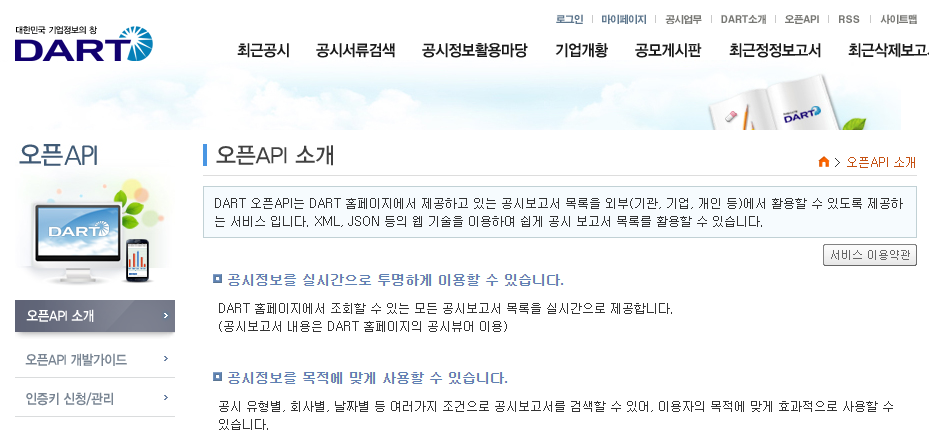 로그인 마이페이지 공시업무 DART소개 오픈API RSS 사이트맵
대한민국 기업정보의 창
DART
최근공시 공시서류검색 공시정보활용마당 기업개황 공모게시판 최근정정보고서 최근삭제보고
DART
오픈API
오픈API 소개
오픈API 소개
DART 오픈API는 DART 홈페이지에서 제공하고 있는 공시보고서 목록을 외부(기관, 기업, 개인 등)에서 활용할 수 있도록 제공하
는 서비스 입니다. XML, JSON 등의 웹 기술을 이용하여 쉽게 공시 보고서 목록를 활용할 수 있습니다.
DART
서비스 이용약관
공시정보를 실시간으로 투명하게 이용할 수 있습니다.
DART 홈페이지에서 조회할 수 있는 모든 공시보고서 목록을 실시간으로 제공합니다.
(공시보고서 내용은 DART 홈페이지의 공시뷰어 이용)
오픈API 소개
오픈API 개발가이드
인증키 신청/관리
공시정보를 목적에 맞게 사용할 수 있습니다.
공시 유형별, 회사별, 날짜별 등 여러가지 조건으로 공시보고서를 검색할 수 있어, 이용자의 목적에 맞게 효과적으로 사용할 수
있습니다.